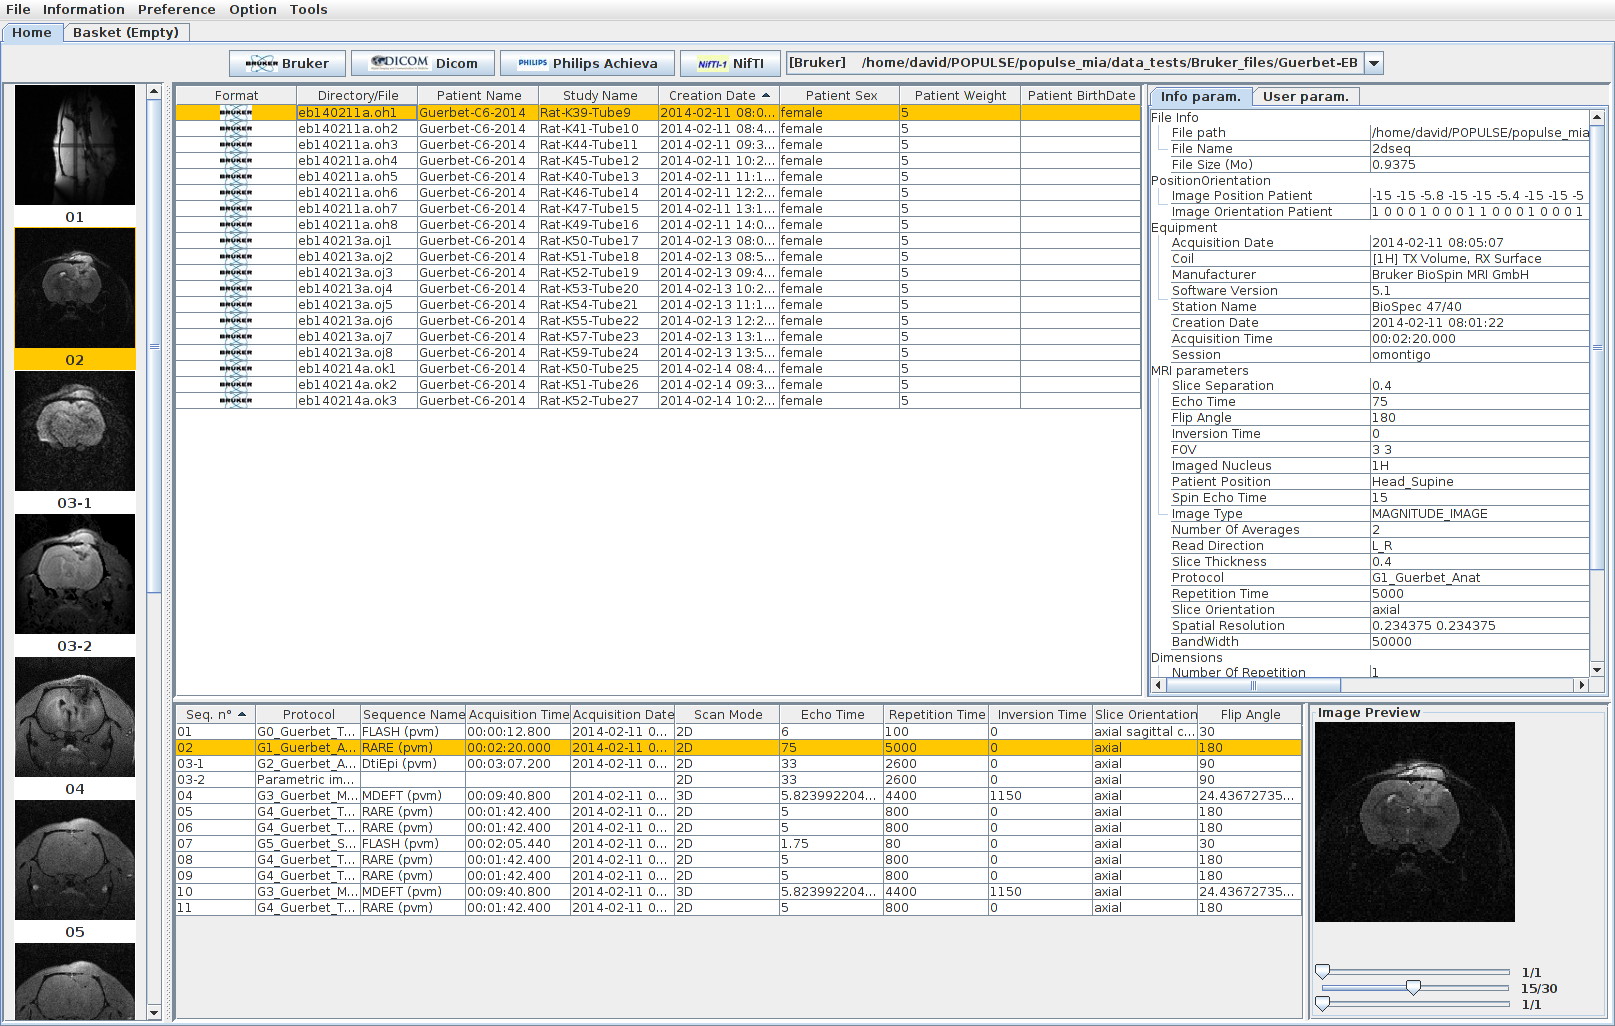 File Information Preference Option Tools
Home Basket (Empty)
BRUKER Bruker DICOM Dicom PHILIPS Philips Achieva NIfTI-1 NifTI [Bruker] /home/david/POPULSE/populse_mia/data_tests/Bruker_files/Guerbet-EB
01
02
03-1
03-2
04
05
Format Directory/File Patient Name Study Name Creation Date Patient Sex Patient Weight Patient BirthDate
BRUKER eb140211a.oh1 Guerbet-C6-2014 Rat-K39-Tube9 2014-02-11 08:0... female 5
BRUKER eb140211a.oh2 Guerbet-C6-2014 Rat-K41-Tube10 2014-02-11 08:4... female 5
BRUKER eb140211a.oh3 Guerbet-C6-2014 Rat-K44-Tube11 2014-02-11 09:3... female 5
BRUKER eb140211a.oh4 Guerbet-C6-2014 Rat-K45-Tube12 2014-02-11 10:2... female 5
BRUKER eb140211a.oh5 Guerbet-C6-2014 Rat-K40-Tube13 2014-02-11 11:1... female 5
BRUKER eb140211a.oh6 Guerbet-C6-2014 Rat-K46-Tube14 2014-02-11 12:2... female 5
BRUKER eb140211a.oh7 Guerbet-C6-2014 Rat-K47-Tube15 2014-02-11 13:1... female 5
BRUKER eb140211a.oh8 Guerbet-C6-2014 Rat-K49-Tube16 2014-02-11 14:0... female 5
BRUKER eb140213a.oj1 Guerbet-C6-2014 Rat-K50-Tube17 2014-02-13 08:0... female 5
BRUKER eb140213a.oj2 Guerbet-C6-2014 Rat-K51-Tube18 2014-02-13 08:5... female 5
BRUKER eb140213a.oj3 Guerbet-C6-2014 Rat-K52-Tube19 2014-02-13 09:4... female 5
BRUKER eb140213a.oj4 Guerbet-C6-2014 Rat-K53-Tube20 2014-02-13 10:2... female 5
BRUKER eb140213a.oj5 Guerbet-C6-2014 Rat-K54-Tube21 2014-02-13 11:1... female 5
BRUKER eb140213a.oj6 Guerbet-C6-2014 Rat-K55-Tube22 2014-02-13 12:2... female 5
BRUKER eb140213a.oj7 Guerbet-C6-2014 Rat-K57-Tube23 2014-02-13 13:1... female 5
BRUKER eb140213a.oj8 Guerbet-C6-2014 Rat-K59-Tube24 2014-02-13 13:5... female 5
BRUKER eb140214a.ok1 Guerbet-C6-2014 Rat-K50-Tube25 2014-02-14 08:4... female 5
BRUKER eb140214a.ok2 Guerbet-C6-2014 Rat-K51-Tube26 2014-02-14 09:3... female 5
BRUKER eb140214a.ok3 Guerbet-C6-2014 Rat-K52-Tube27 2014-02-14 10:2... female 5
Info param. User param.
File Info
File path /home/david/POPULSE/populse_mia
File Name 2dseq
File Size (Mo) 0.9375
PositionOrientation
Image Position Patient -15 -15 -5.8 -15 -15 -5.4 -15 -15 -5
Image Orientation Patient 1 0 0 0 1 0 0 0 1 1 0 0 0 1 0 0 0 1
Equipment
Acquisition Date 2014-02-11 08:05:07
Coil [1H] TX Volume, RX Surface
Manufacturer Bruker BioSpin MRI GmbH
Software Version 5.1
Station Name BioSpec 47/40
Creation Date 2014-02-11 08:01:22
Acquisition Time 00:02:20.000
Session omontigo
MRI parameters
Slice Separation 0.4
Echo Time 75
Flip Angle 180
Inversion Time 0
FOV 3 3
Imaged Nucleus 1H
Patient Position Head_Supine
Spin Echo Time 15
Image Type MAGNITUDE_IMAGE
Number Of Averages 2
Read Direction L_R
Slice Thickness 0.4
Protocol G1_Guerbet_Anat
Repetition Time 5000
Slice Orientation axial
Spatial Resolution 0.234375 0.234375
BandWidth 50000
Dimensions
Number Of Repetition 1
Seq. n° Protocol Sequence Name Acquisition Time Acquisition Date Scan Mode Echo Time Repetition Time Inversion Time Slice Orientation Flip Angle
01 G0_Guerbet_T... FLASH (pvm) 00:00:12.800 2014-02-11 0... 2D 6 100 0 axial sagittal c... 30
02 G1_Guerbet_A... RARE (pvm) 00:02:20.000 2014-02-11 0... 2D 75 5000 0 axial 180
03-1 G2_Guerbet_A... DtiEpi (pvm) 00:03:07.200 2014-02-11 0... 2D 33 2600 0 axial 90
03-2 Parametric im... 2D 33 2600 0 axial 90
04 G3_Guerbet_M... MDEFT (pvm) 00:09:40.800 2014-02-11 0... 3D 5.823992204... 4400 1150 axial 24.43672735...
05 G4_Guerbet_T... RARE (pvm) 00:01:42.400 2014-02-11 0... 2D 5 800 0 axial 180
06 G4_Guerbet_T... RARE (pvm) 00:01:42.400 2014-02-11 0... 2D 5 800 0 axial 180
07 G5_Guerbet_S... FLASH (pvm) 00:02:05.440 2014-02-11 0... 2D 1.75 80 0 axial 30
08 G4_Guerbet_T... RARE (pvm) 00:01:42.400 2014-02-11 0... 2D 5 800 0 axial 180
09 G4_Guerbet_T... RARE (pvm) 00:01:42.400 2014-02-11 0... 2D 5 800 0 axial 180
10 G3_Guerbet_M... MDEFT (pvm) 00:09:40.800 2014-02-11 0... 3D 5.823992204... 4400 1150 axial 24.43672735...
11 G4_Guerbet_T... RARE (pvm) 00:01:42.400 2014-02-11 0... 2D 5 800 0 axial 180
Image Preview
1/1
15/30
1/1